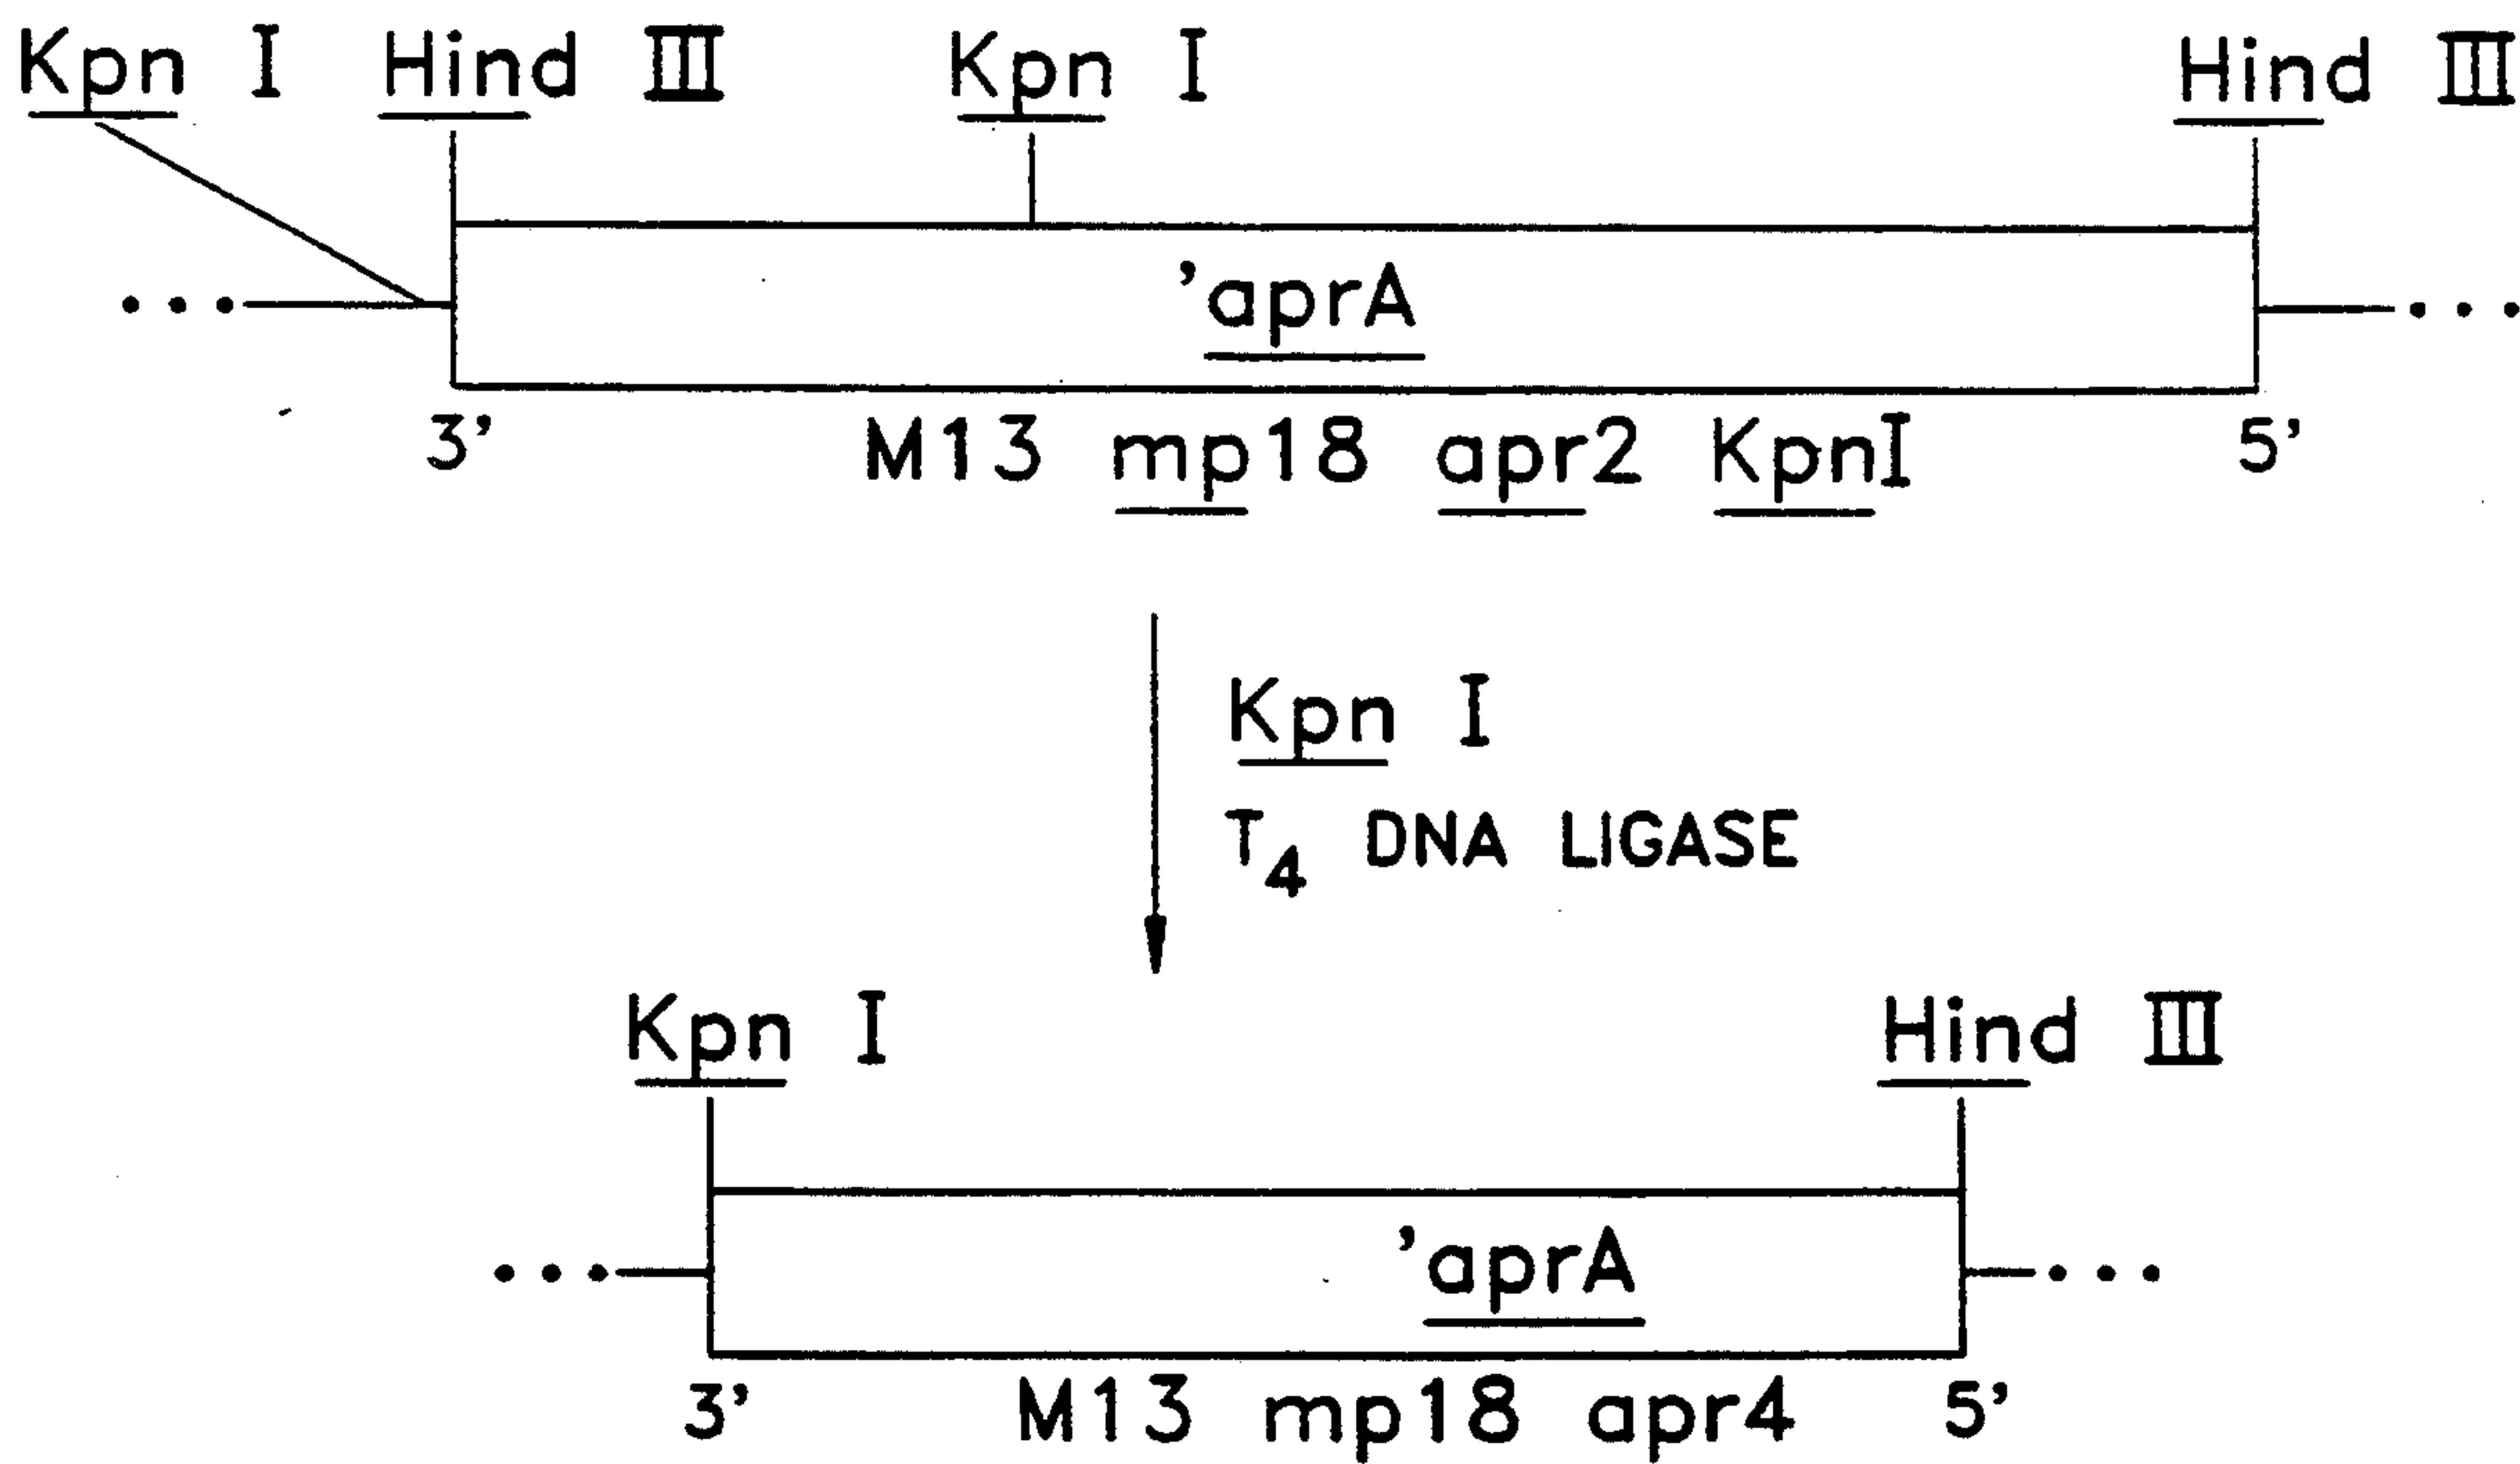 Kpn I Hind III Kpn I Hind III
'aprA
3' M13 mp18 apr2 KpnI 5'
Kpn I
T4 DNA LIGASE
Kpn I Hind III
'aprA
3' M13 mp18 apr4 5'